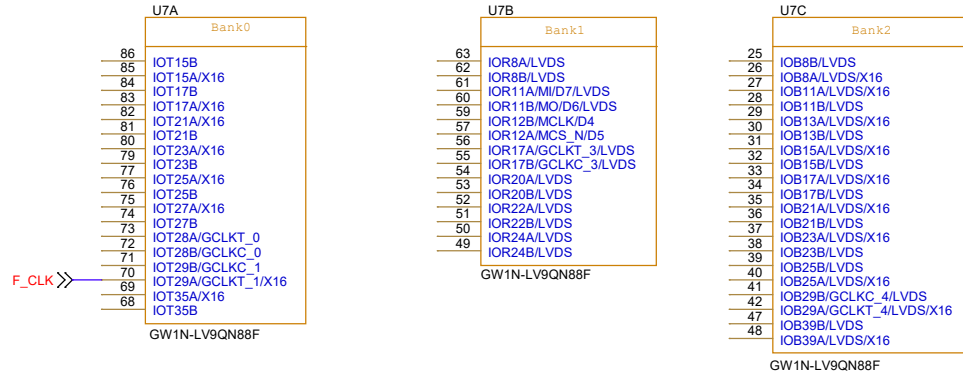 U7A
Bank0
86 IOT15B
85 IOT15A/X16
84 IOT17B
83 IOT17A/X16
82 IOT21A/X16
81 IOT21B
80 IOT23A/X16
79 IOT23B
77 IOT25A/X16
76 IOT25B
75 IOT27A/X16
74 IOT27B
73 IOT28A/GCLKT_0
72 IOT28B/GCLKC_0
71 IOT29B/GCLKC_1
F_CLK 70 IOT29A/GCLKT_1/X16
69 IOT35A/X16
68 IOT35B
GW1N-LV9QN88F
U7B
Bank1
63 IOR8A/LVDS
62 IOR8B/LVDS
61 IOR11A/MI/D7/LVDS
60 IOR11B/MO/D6/LVDS
59 IOR12B/MCLK/D4
57 IOR12A/MCS_N/D5
56 IOR17A/GCLKT_3/LVDS
55 IOR17B/GCLKC_3/LVDS
54 IOR20A/LVDS
53 IOR20B/LVDS
52 IOR22A/LVDS
51 IOR22B/LVDS
50 IOR24A/LVDS
49 IOR24B/LVDS
GW1N-LV9QN88F
U7C
Bank2
25 IOB8B/LVDS
26 IOB8A/LVDS/X16
27 IOB11A/LVDS/X16
28 IOB11B/LVDS
29 IOB13A/LVDS/X16
30 IOB13B/LVDS
31 IOB15A/LVDS/X16
32 IOB15B/LVDS
33 IOB17A/LVDS/X16
34 IOB17B/LVDS
35 IOB21A/LVDS/X16
36 IOB21B/LVDS
37 IOB23A/LVDS/X16
38 IOB23B/LVDS
39 IOB25B/LVDS
40 IOB25A/LVDS/X16
41 IOB29B/GCLKC_4/LVDS
42 IOB29A/GCLKT_4/LVDS/X16
47 IOB39B/LVDS
48 IOB39A/LVDS/X16
GW1N-LV9QN88F